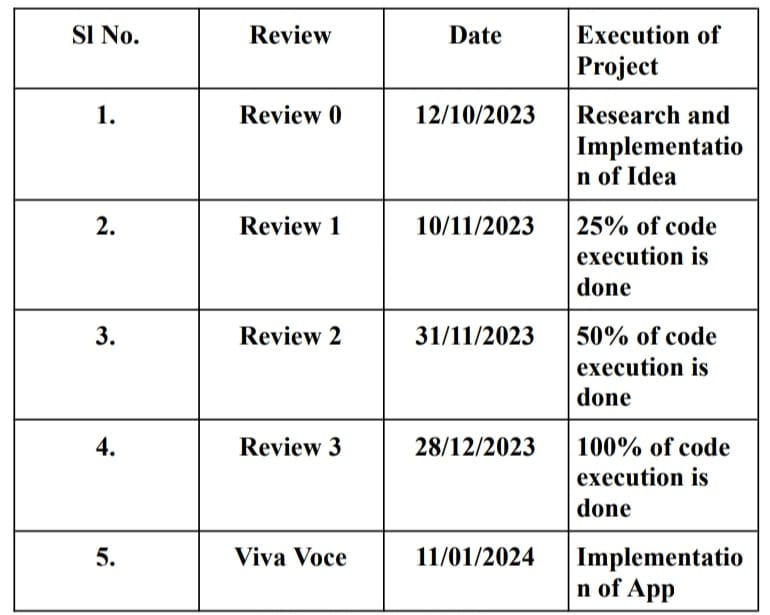 Sl No. Review Date Execution of
Project
1. Review 0 12/10/2023 Research and
Implementatio
n of Idea
2. Review 1 10/11/2023 25% of code
execution is
done
3. Review 2 31/11/2023 50% of code
execution is
done
4. Review 3 28/12/2023 100% of code
execution is
done
5. Viva Voce 11/01/2024 Implementatio
n of App